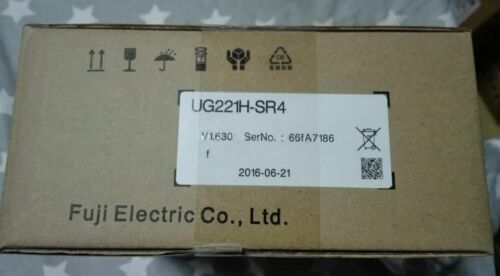 UG221H-SR4
V1.630 SerNo. : 66fA7186
f
2016-06-21
Fuji Electric Co., Ltd.